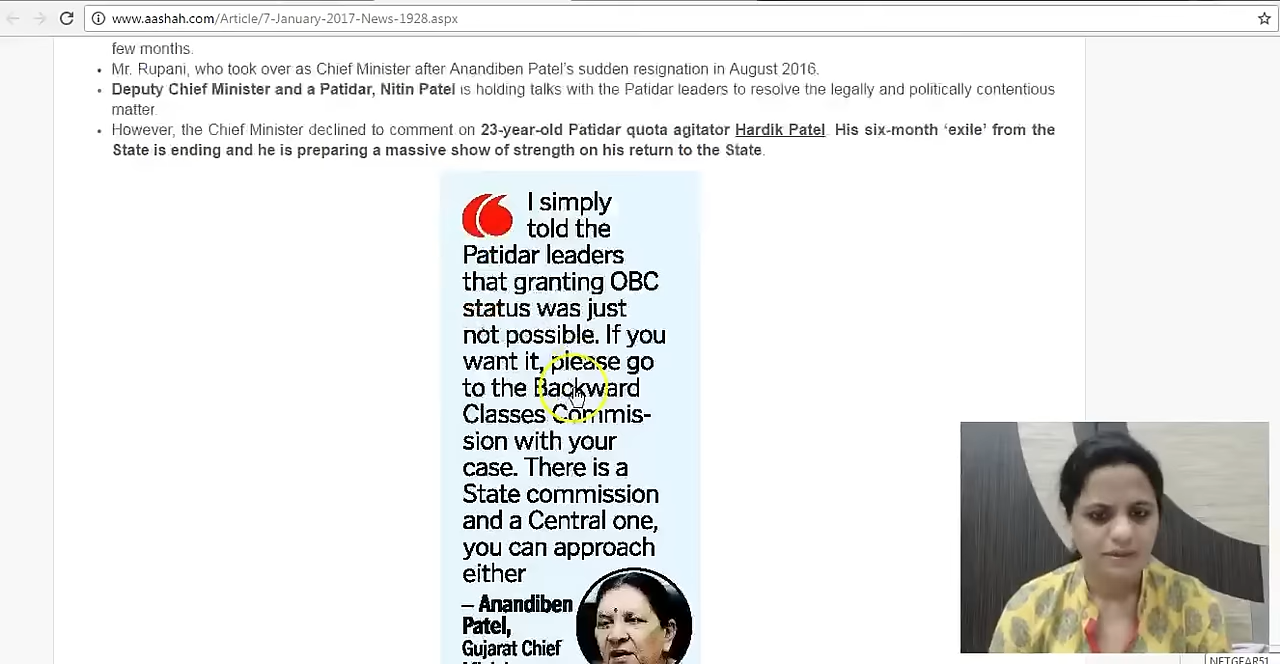 www.aashah.com/Article/7-January-2017-News-1928.aspx
few months.
Mr. Rupani, who took over as Chief Minister after Anandiben Patel's sudden resignation in August 2016.
Deputy Chief Minister and a Patidar, Nitin Patel is holding talks with the Patidar leaders to resolve the legally and politically contentious
matter.
However, the Chief Minister declined to comment on 23-year-old Patidar quota agitator Hardik Patel. His six-month 'exile' from the
State is ending and he is preparing a massive show of strength on his return to the State.
I simply
told the
Patidar leaders
that granting OBC
status was just
not possible. If you
want it, please go
to the Backward
Classes Commis-
sion with your
case. There is a
State commission
and a Central one,
you can approach
either
– Anandiben
Patel,
Gujarat Chief
NETGEAR51